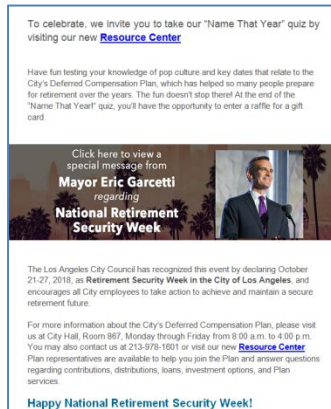 To celebrate, we invite you to take our "Name That Year" quiz by
visiting our new Resource Center
Have fun testing your knowledge of pop culture and key dates that relate to the
City's Deferred Compensation Plan, which has helped so many people prepare
for retirement over the years. The fun doesn't stop there! At the end of the
"Name That Year!" quiz, you'll have the opportunity to enter a raffle for a gift
card.
Click here to view a
special message from
Mayor Eric Garcetti
regarding
National Retirement
Security Week
The Los Angeles City Council has recognized this event by declaring October
21-27, 2018, as Retirement Security Week in the City of Los Angeles, and
encourages all City employees to take action to achieve and maintain a secure
retirement future.
For more information about the City's Deferred Compensation Plan, please visit
us at City Hall, Room 867, Monday through Friday from 8:00 a.m. to 4:00 p.m.
You may also contact us at 213-978-1601 or visit our new Resource Center.
Plan representatives are available to help you join the Plan and answer questions
regarding contributions, distributions, loans, investment options, and Plan
services.
Happy National Retirement Security Week!